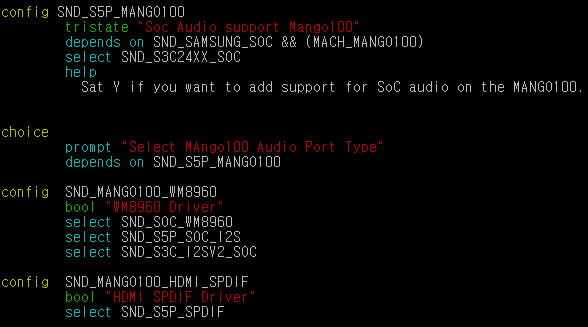 config SND_S5P_MANGO100
tristate "Soc Audio support Mango100"
depends on SND_SAMSUNG_SOC && (MACH_MANGO100)
select SND_S3C24XX_SOC
help
Sat Y if you want to add support for SoC audio on the MANGO100.
choice
prompt "Select MAngo100 Audio Port Type"
depends on SND_S5P_MANGO100
config SND_MANGO100_WM8960
bool "WM8960 Driver"
select SND_SOC_WM8960
select SND_S5P_SOC_I2S
select SND_S3C_I2SV2_SOC
config SND_MANGO100_HDMI_SPDIF
bool "HDMI SPDIF Driver"
select SND_S5P_SPDIF